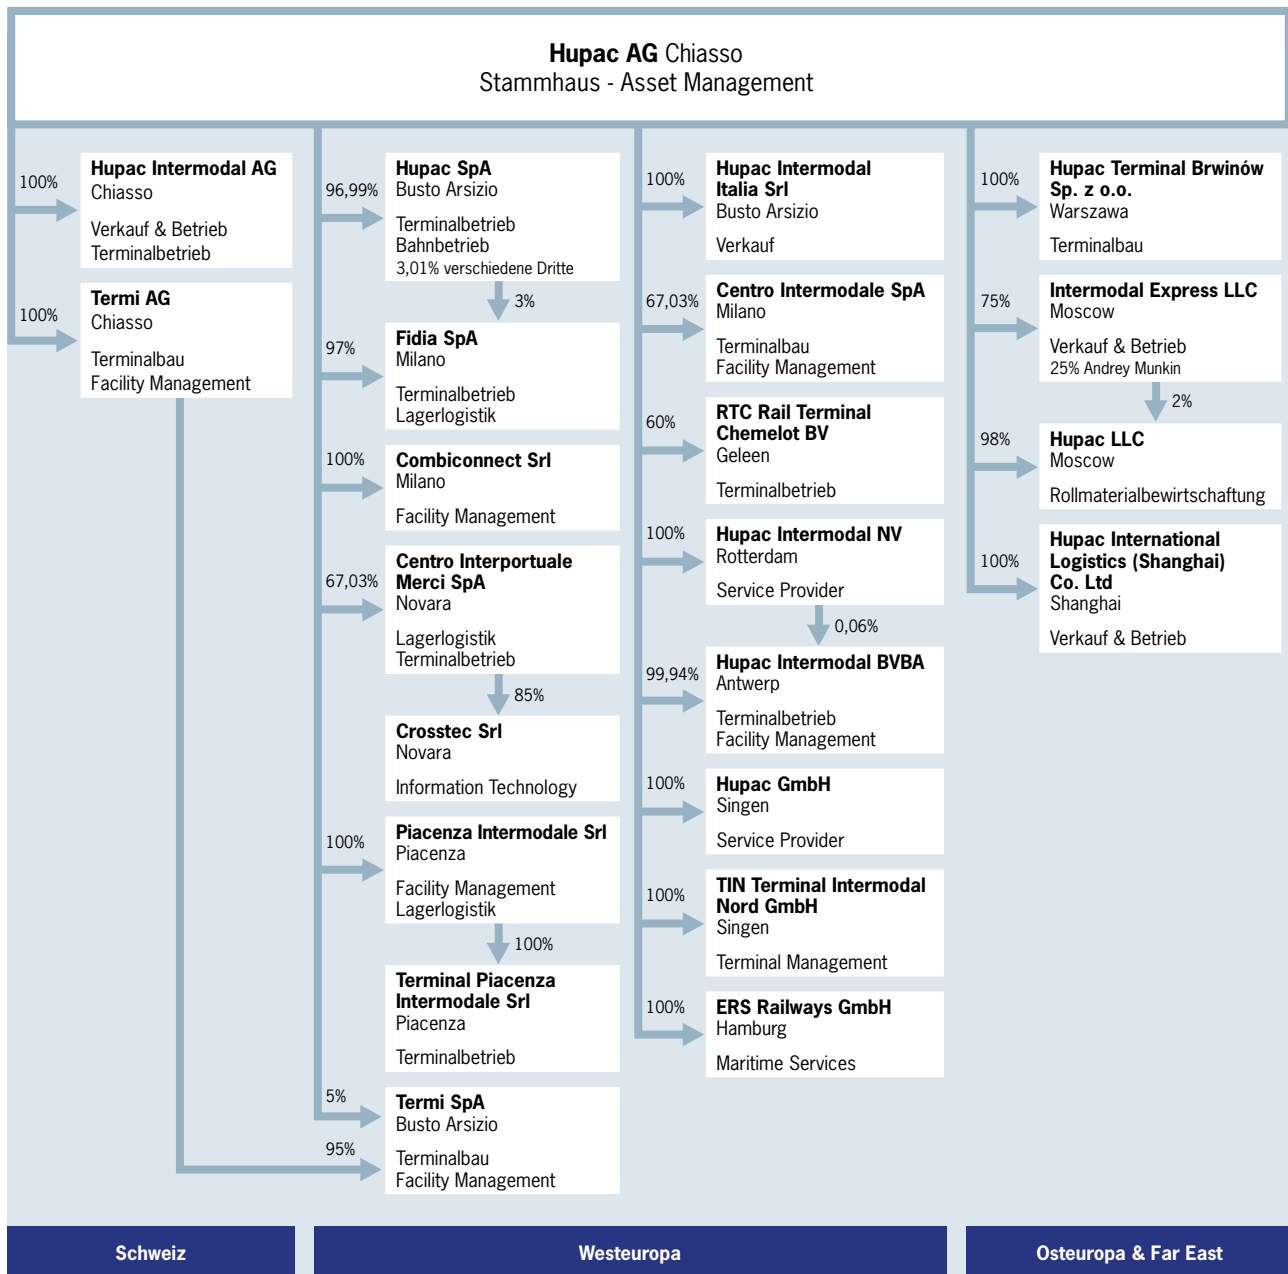 Hupac AG Chiasso
Stammhaus - Asset Management
100%
Hupac Intermodal AG
Chiasso
Verkauf & Betrieb
Terminalbetrieb
100%
Termi AG
Chiasso
Terminalbau
Facility Management
96,99%
Hupac SpA
Busto Arsizio
Terminalbetrieb
Bahnbetrieb
3,01% verschiedene Dritte
3%
97%
Fidia SpA
Milano
Terminalbetrieb
Lagerlogistik
100%
Combiconnect Srl
Milano
Facility Management
67,03%
Centro Interportuale
Merci SpA
Novara
Lagerlogistik
Terminalbetrieb
85%
Crosstec Srl
Novara
Information Technology
100%
Piacenza Intermodale Srl
Piacenza
Facility Management
Lagerlogistik
100%
Terminal Piacenza
Intermodale Srl
Piacenza
Terminalbetrieb
5%
Termi SpA
Busto Arsizio
95%
Terminalbau
Facility Management
100%
Hupac Intermodal
Italia Srl
Busto Arsizio
Verkauf
67,03%
Centro Intermodale SpA
Milano
Terminalbau
Facility Management
60%
RTC Rail Terminal
Chemelot BV
Geleen
Terminalbetrieb
100%
Hupac Intermodal NV
Rotterdam
Service Provider
0,06%
99,94%
Hupac Intermodal BVBA
Antwerp
Terminalbetrieb
Facility Management
100%
Hupac GmbH
Singen
Service Provider
100%
TIN Terminal Intermodal
Nord GmbH
Singen
Terminal Management
100%
ERS Railways GmbH
Hamburg
Maritime Services
100%
Hupac Terminal Brwinów
Sp. z o.o.
Warszawa
Terminalbau
75%
Intermodal Express LLC
Moscow
Verkauf & Betrieb
25% Andrey Munkin
2%
98%
Hupac LLC
Moscow
Rollmaterialbewirtschaftung
100%
Hupac International
Logistics (Shanghai)
Co. Ltd
Shanghai
Verkauf & Betrieb
Schweiz
Westeuropa
Osteuropa & Far East